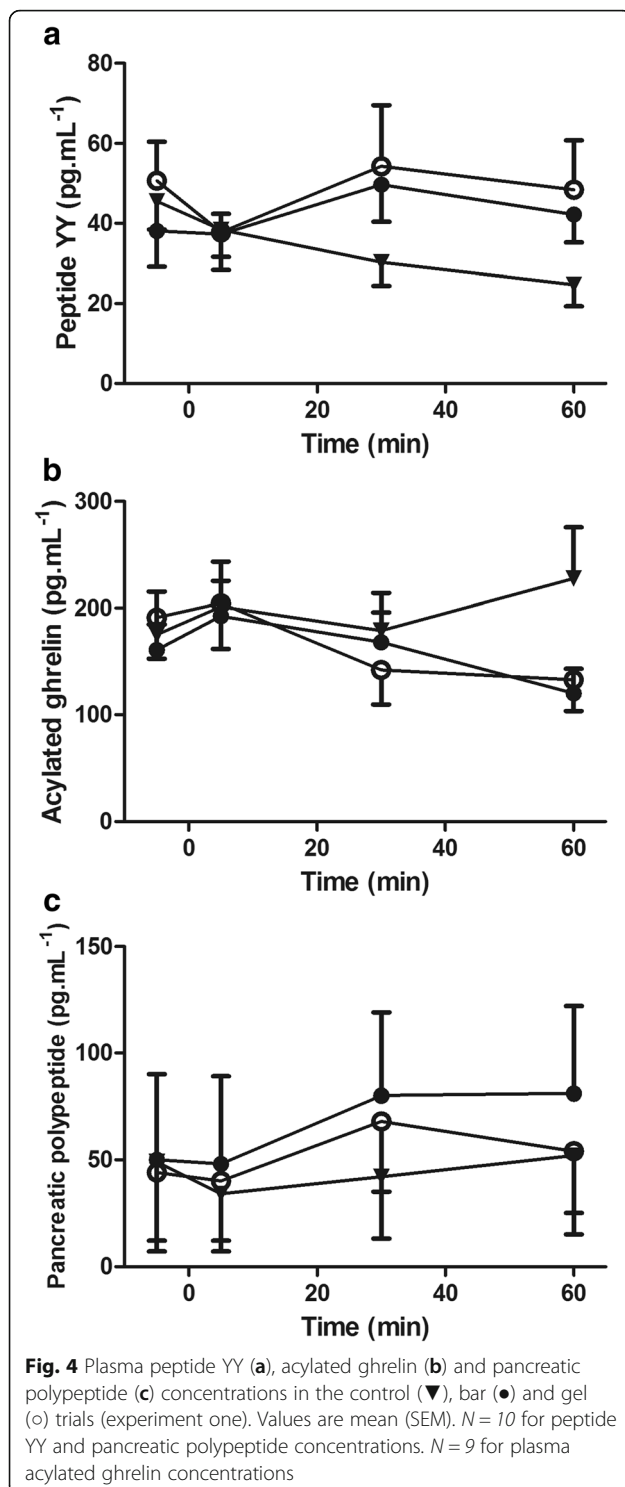 a
80
60
40
20
0
Peptide YY (pg.mL⁻¹)
0 20 40 60
Time (min)
b
300
200
100
0
Acylated ghrelin (pg.mL⁻¹)
0 20 40 60
Time (min)
c
150
100
50
0
Pancreatic polypeptide (pg.mL⁻¹)
0 20 40 60
Time (min)
Fig. 4 Plasma peptide YY (a), acylated ghrelin (b) and pancreatic
polypeptide (c) concentrations in the control (▼), bar (●) and gel
(○) trials (experiment one). Values are mean (SEM). N = 10 for peptide
YY and pancreatic polypeptide concentrations. N = 9 for plasma
acylated ghrelin concentrations